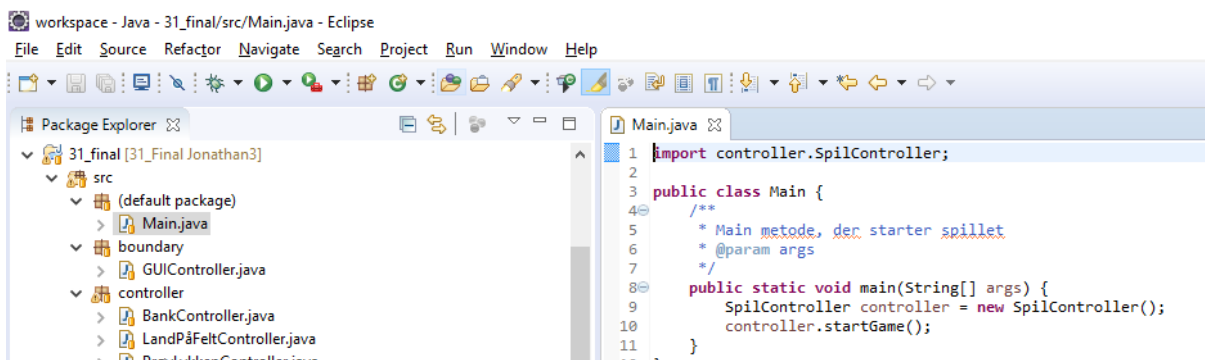 workspace - Java - 31_final/src/Main.java - Eclipse
File Edit Source Refactor Navigate Search Project Run Window Help
Package Explorer
31_final [31_Final Jonathan3]
src
(default package)
Main.java
boundary
GUIController.java
controller
BankController.java
LandPåFeltController.java
Main.java
1 import controller.SpilController;
2
3 public class Main {
4 /**
5 * Main metode, der starter spillet
6 * @param args
7 */
8 public static void main(String[] args) {
9 SpilController controller = new SpilController();
10 controller.startGame();
11 }